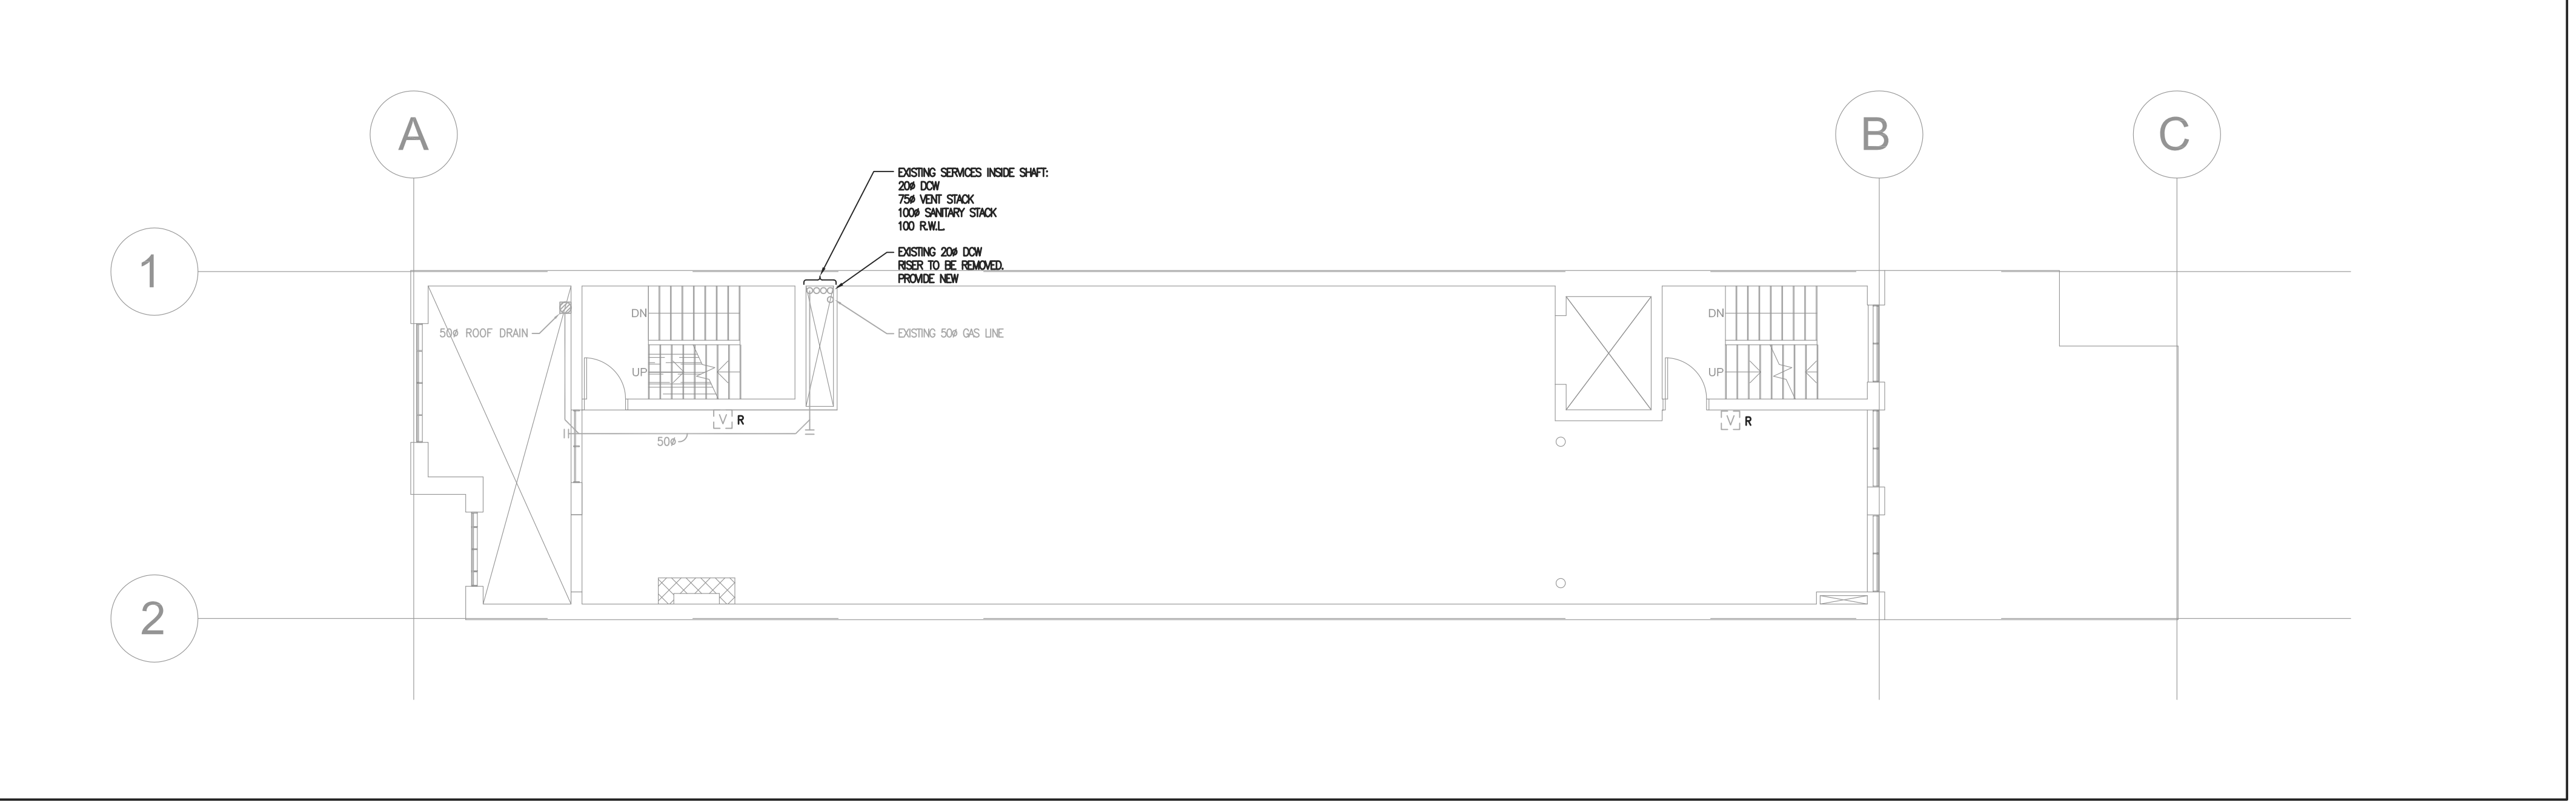 A
B
C
EXISTING SERVICES INSIDE SHAFT:
20ø DCW
75ø VENT STACK
100ø SANITARY STACK
100 R.W.L.
EXISTING 20ø DCW
RISER TO BE REMOVED.
PROVIDE NEW
1
DN
DN
50ø ROOF DRAIN
EXISTING 50ø GAS LINE
UP
UP
V R
V R
50ø
2